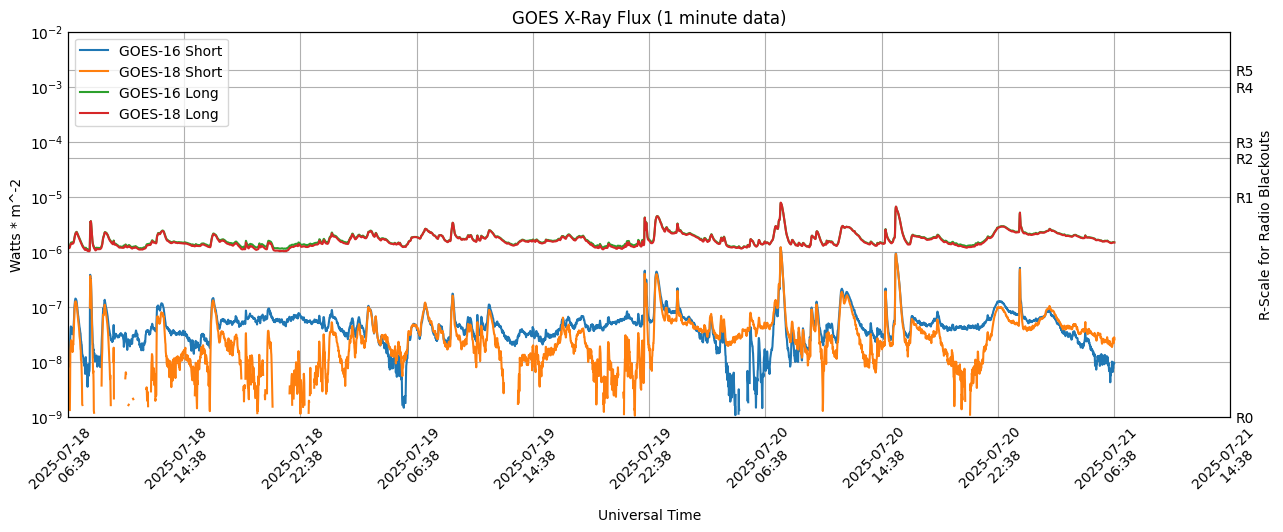 GOES X-Ray Flux (1 minute data)
GOES-16 Short
GOES-18 Short
GOES-16 Long
GOES-18 Long
Watts * m^-2
10⁻²
10⁻³
10⁻⁴
10⁻⁵
10⁻⁶
10⁻⁷
10⁻⁸
10⁻⁹
R5
R4
R3
R2
R1
R0
R-Scale for Radio Blackouts
2025-07-18
06:38
2025-07-18
14:38
2025-07-18
22:38
2025-07-19
06:38
2025-07-19
14:38
2025-07-19
22:38
2025-07-20
06:38
2025-07-20
14:38
2025-07-20
22:38
2025-07-21
06:38
2025-07-21
14:38
Universal Time